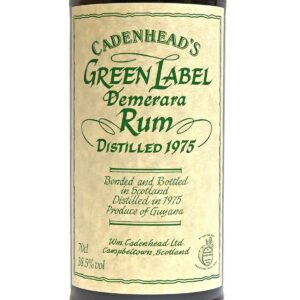 CADENHEAD'S
GREEN LABEL
Demerara
RUM
DISTILLED 1975
Bonded and Bottled
in Scotland
Distilled in 1975
Produce of Guyana
70cl
38.5% vol
Wm. Cadenhead Ltd.
Campbeltown, Scotland